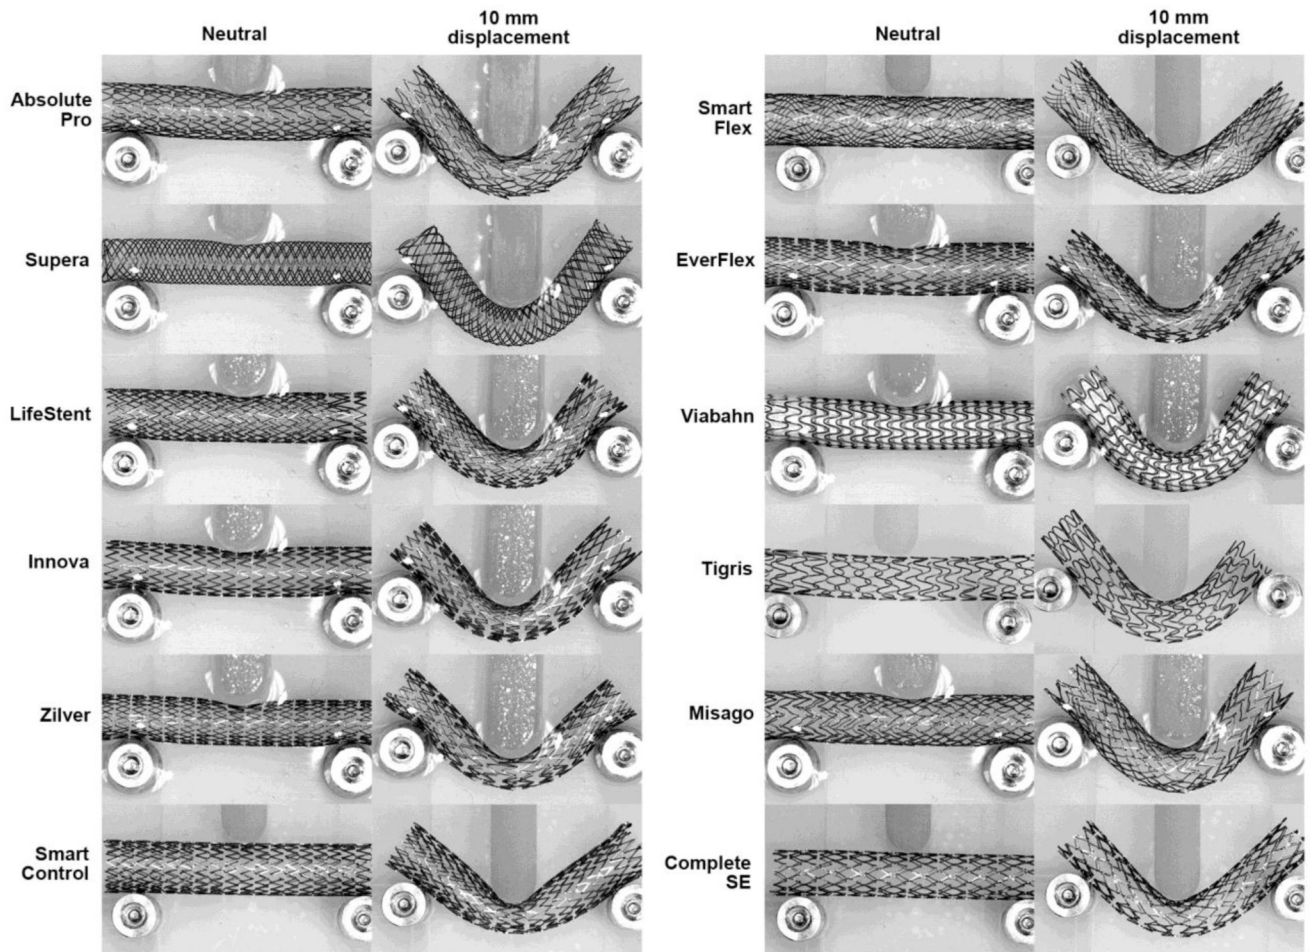 Neutral
10 mm
displacement
Absolute
Pro
Supera
LifeStent
Innova
Zilver
Smart
Control
Neutral
10 mm
displacement
Smart
Flex
EverFlex
Viabahn
Tigris
Misago
Complete
SE